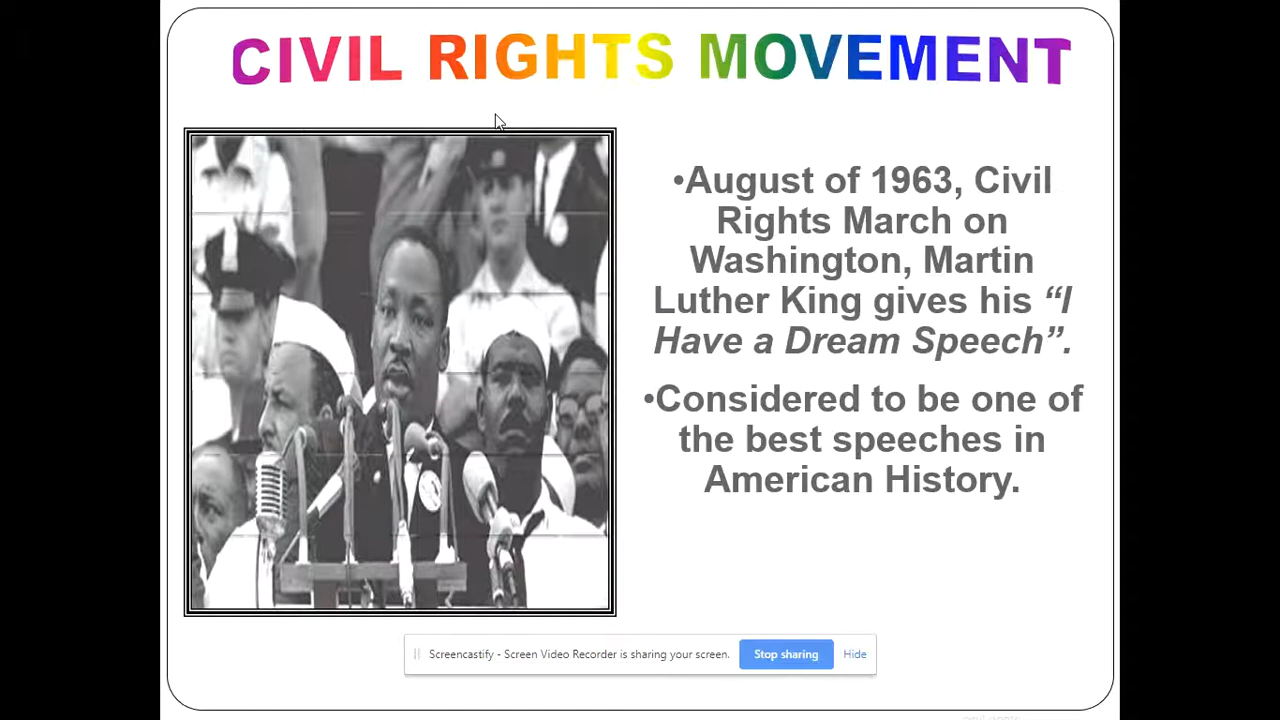 CIVIL RIGHTS MOVEMENT
•August of 1963, Civil
Rights March on
Washington, Martin
Luther King gives his “I
Have a Dream Speech”.
•Considered to be one of
the best speeches in
American History.
Screencastify - Screen Video Recorder is sharing your screen.
Stop sharing
Hide